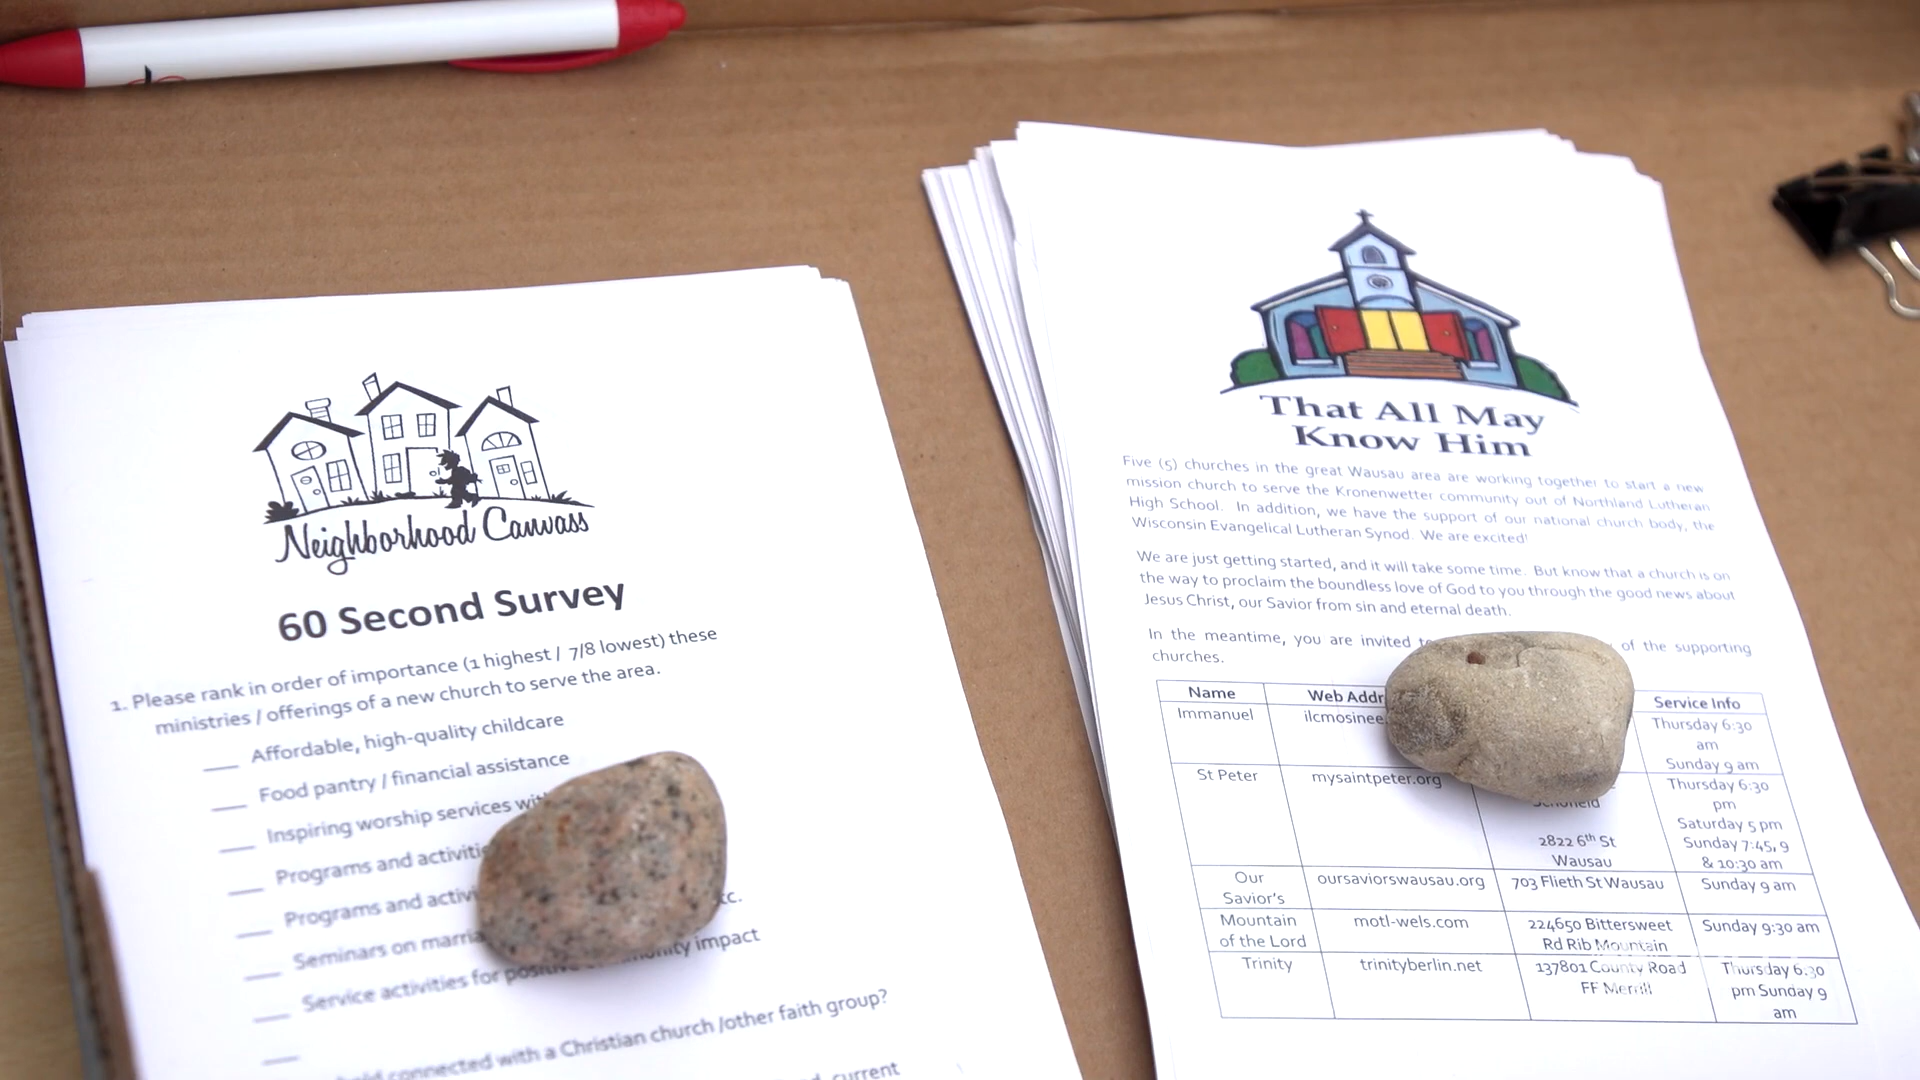 Neighborhood Canvass
60 Second Survey
1. Please rank in order of importance (1 highest / 7/8 lowest) these
ministries / offerings of a new church to serve the area.
___ Affordable, high-quality childcare
___ Food pantry / financial assistance
___ Inspiring worship services
___ Programs and
___ Programs and
___ Seminars on
___ Service activities for positive community impact
___
connected with a Christian church /other faith group?
current
That All May
Know Him
Five (5) churches in the great Wausau area are working together to start a new
mission church to serve the Kronenwetter community out of Northland Lutheran
High School. In addition, we have the support of our national church body, the
Wisconsin Evangelical Lutheran Synod. We are excited!
We are just getting started, and it will take some time. But know that a church is on
the way to proclaim the boundless love of God to you through the good news about
Jesus Christ, our Savior from sin and eternal death.
In the meantime, you are invited of the supporting
churches.
Name Web Service Info
Immanuel Thursday 6:30
am
Sunday 9 am
St Peter mysaintpeter.org Thursday 6:30
pm
Saturday 5 pm
2822 6th St Sunday 7:45, 9
Wausau & 10:30 am
Our oursaviorswausau.org 703 Flieth St Wausau Sunday 9 am
Savior's
Mountain motl-wels.com 224650 Bittersweet Sunday 9:30 am
of the Lord Rd Rib Mountain
Trinity trinityberlin.net 137801 County Road Thursday 6:30
FF Merrill pm Sunday 9
am